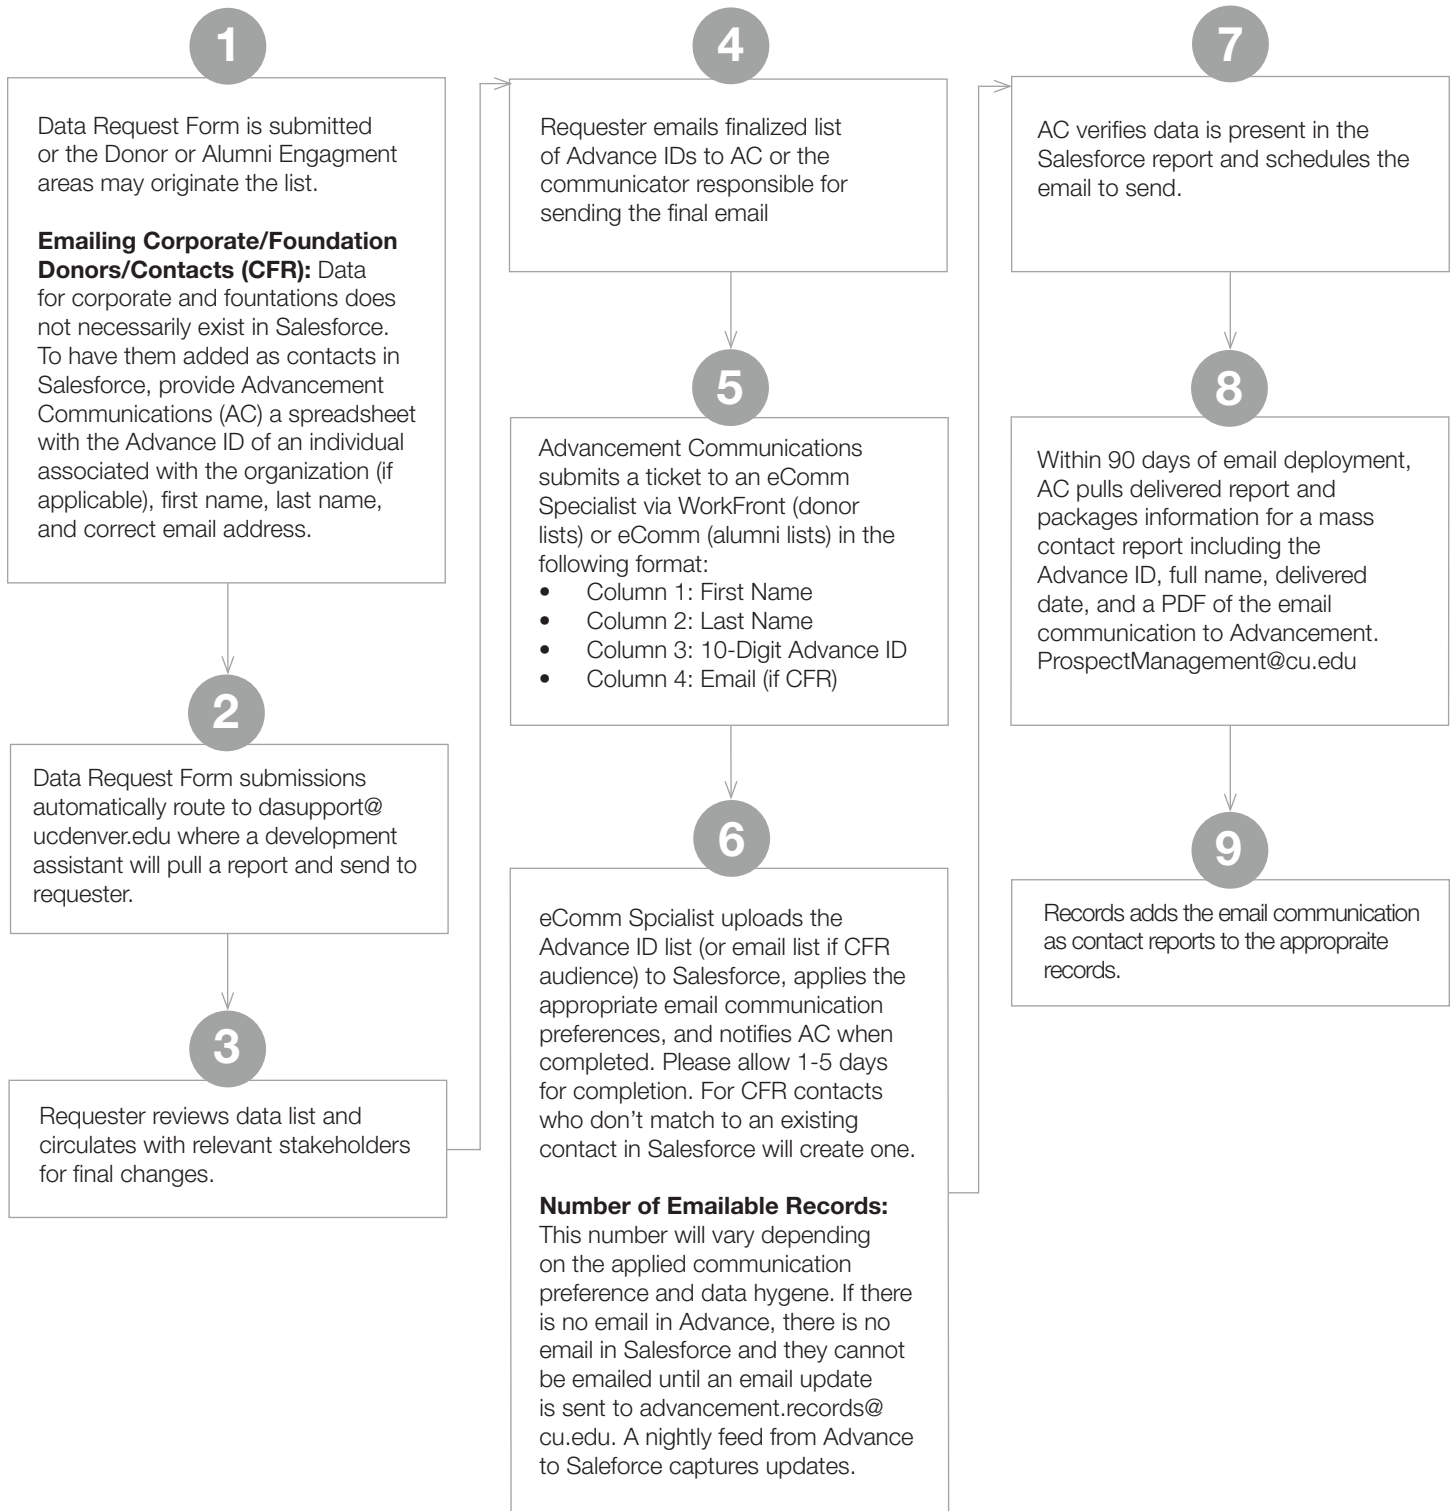 1
Data Request Form is submitted
or the Donor or Alumni Engagment
areas may originate the list.
Emailing Corporate/Foundation
Donors/Contacts (CFR): Data
for corporate and fountations does
not necessarily exist in Salesforce.
To have them added as contacts in
Salesforce, provide Advancement
Communications (AC) a spreadsheet
with the Advance ID of an individual
associated with the organization (if
applicable), first name, last name,
and correct email address.
2
Data Request Form submissions
automatically route to dasupport@
ucdenver.edu where a development
assistant will pull a report and send to
requester.
3
Requester reviews data list and
circulates with relevant stakeholders
for final changes.
4
Requester emails finalized list
of Advance IDs to AC or the
communicator responsible for
sending the final email
5
Advancement Communications
submits a ticket to an eComm
Specialist via WorkFront (donor
lists) or eComm (alumni lists) in the
following format:
• Column 1: First Name
• Column 2: Last Name
• Column 3: 10-Digit Advance ID
• Column 4: Email (if CFR)
6
eComm Spcialist uploads the
Advance ID list (or email list if CFR
audience) to Salesforce, applies the
appropriate email communication
preferences, and notifies AC when
completed. Please allow 1-5 days
for completion. For CFR contacts
who don't match to an existing
contact in Salesforce will create one.
Number of Emailable Records:
This number will vary depending
on the applied communication
preference and data hygene. If there
is no email in Advance, there is no
email in Salesforce and they cannot
be emailed until an email update
is sent to advancement.records@
cu.edu. A nightly feed from Advance
to Saleforce captures updates.
7
AC verifies data is present in the
Salesforce report and schedules the
email to send.
8
Within 90 days of email deployment,
AC pulls delivered report and
packages information for a mass
contact report including the
Advance ID, full name, delivered
date, and a PDF of the email
communication to Advancement.
ProspectManagement@cu.edu
9
Records adds the email communication
as contact reports to the appropraite
records.